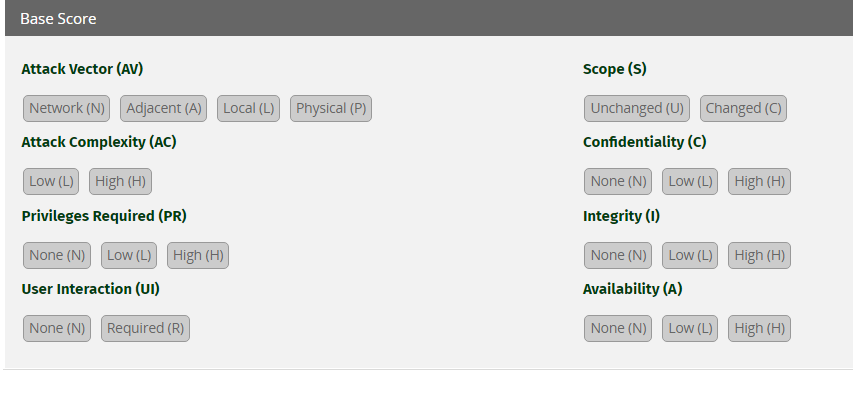 Base Score
Attack Vector (AV)
Network (N) Adjacent (A) Local (L) Physical (P)
Attack Complexity (AC)
Low (L) High (H)
Privileges Required (PR)
None (N) Low (L) High (H)
User Interaction (UI)
None (N) Required (R)
Scope (S)
Unchanged (U) Changed (C)
Confidentiality (C)
None (N) Low (L) High (H)
Integrity (I)
None (N) Low (L) High (H)
Availability (A)
None (N) Low (L) High (H)